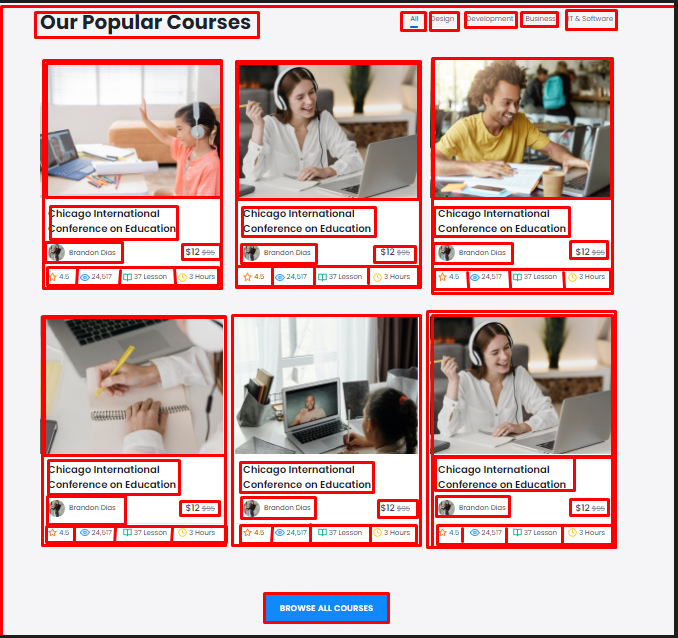 Our Popular Courses
All Design Development Business IT & Software
Chicago International
Conference on Education
Brandon Dias $12 $95
4.5 24,517 37 Lesson 3 Hours
Chicago International
Conference on Education
Brandon Dias $12 $95
4.5 24,517 37 Lesson 3 Hours
Chicago International
Conference on Education
Brandon Dias $12 $95
4.5 24,517 37 Lesson 3 Hours
Chicago International
Conference on Education
Brandon Dias $12 $95
4.5 24,517 37 Lesson 3 Hours
Chicago International
Conference on Education
Brandon Dias $12 $95
4.5 24,517 37 Lesson 3 Hours
Chicago International
Conference on Education
Brandon Dias $12 $95
4.5 24,517 37 Lesson 3 Hours
BROWSE ALL COURSES